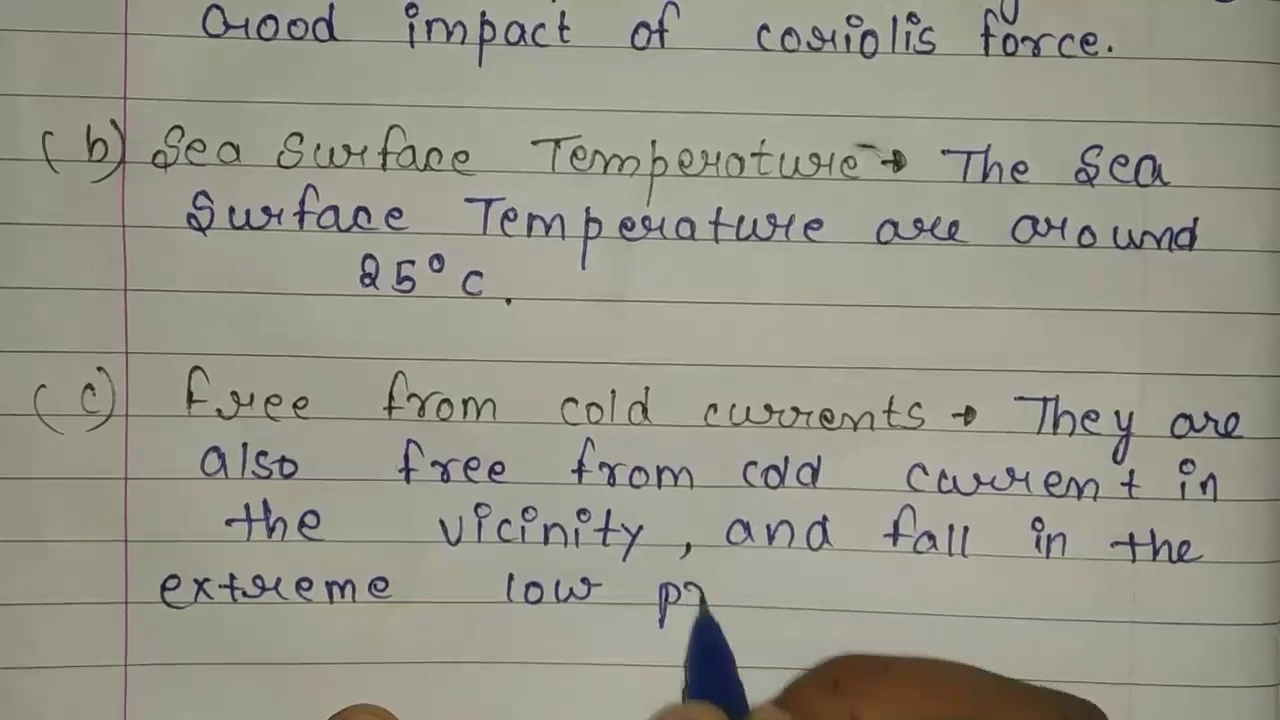 Good impact of coriolis force.
(b) Sea Surface Temperature → The Sea
Surface Temperature are around
25°C.
(c) Free from cold currents → They are
also free from cold current in
the vicinity, and fall in the
extreme low pr